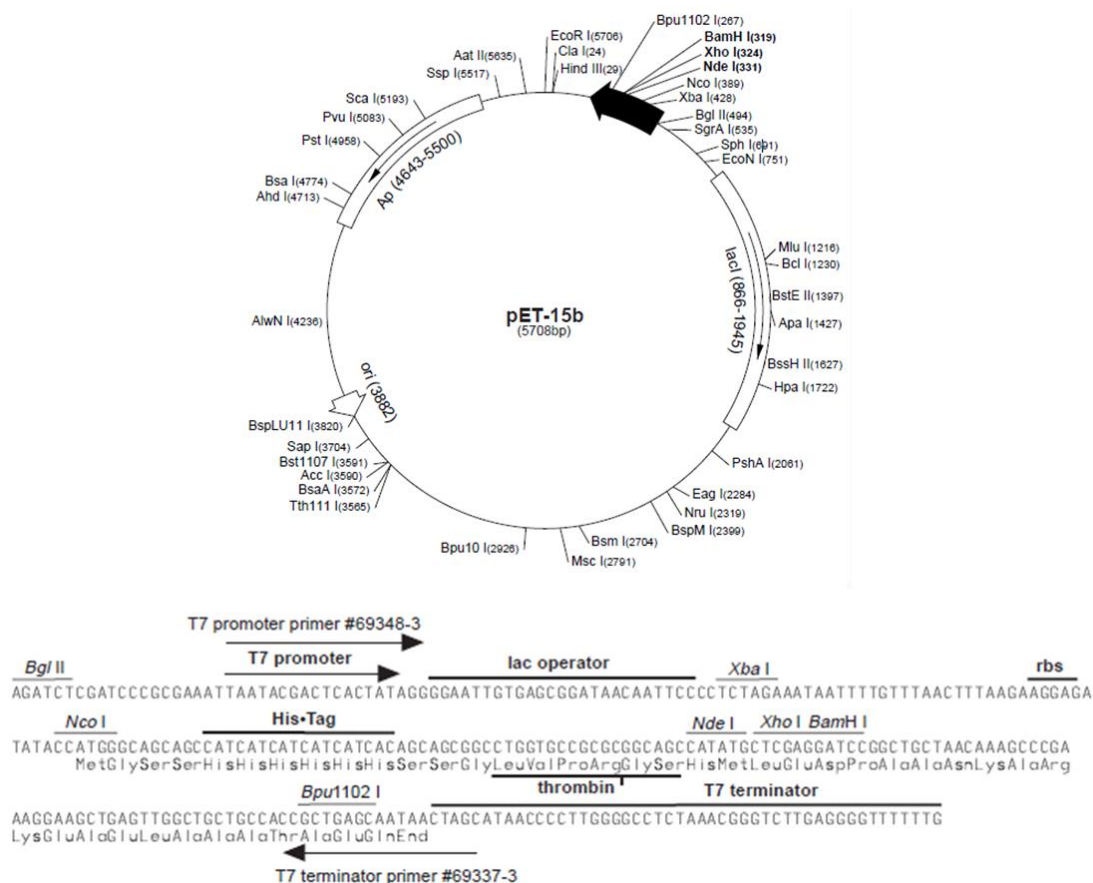 EcoR I(5706)
Cla I(24)
Hind III(29)
Bpu1102 I(267)
BamH I(319)
Xho I(324)
Nde I(331)
Nco I(389)
Xba I(428)
Bgl II(494)
SgrA I(535)
Sph I(691)
EcoN I(751)
Mlu I(1216)
Bcl I(1230)
BstE II(1397)
Apa I(1427)
BssH II(1627)
Hpa I(1722)
PshA I(2061)
Eag I(2284)
Nru I(2319)
BspM I(2399)
Bsm I(2704)
Msc I(2791)
Bpu10 I(2926)
Tth111 I(3565)
BsaA I(3572)
Acc I(3590)
Bst1107 I(3591)
Sap I(3704)
BspLU11 I(3820)
AlwN I(4236)
Ahd I(4713)
Bsa I(4774)
Pst I(4958)
Pvu I(5083)
Sca I(5193)
Ssp I(5517)
Aat II(5635)
Ap (4643-5500)
lacI (866-1945)
ori (3882)
pET-15b
(5708bp)
T7 promoter primer #69348-3
Bgl II T7 promoter lac operator Xba I rbs
AGATCTCGATCCCGCGAAATTAATACGACTCACTATAGGGGAATTGTGAGCGGATAACAATTCCCCTCTAGAAATAATTTTGTTTAACTTTAAGAAGGAGA
Nco I His•Tag Nde I Xho I BamH I
TATACCATGGGCAGCAGCCATCATCATCATCATCACAGCAGCGGCCTGGTGCCGCGCGGCAGCCATATGCTCGAGGATCCGGCTGCTAACAAAGCCCGA
MetGlySerSerHisHisHisHisHisHisSerSerGlyLeuValProArgGlySerHisMetLeuGluAspProAlaAlaAsnLysAlaArg
thrombin
Bpu1102 I T7 terminator
AAGGAAGCTGAGTTGGCTGCTGCCACCGCTGAGCAATAACTAGCATAACCCCTTGGGGCCTCTAAACGGGTCTTGAGGGGTTTTTTG
LysGluAlaGluLeuAlaAlaAlaThrAlaGluGlnEnd
T7 terminator primer #69337-3